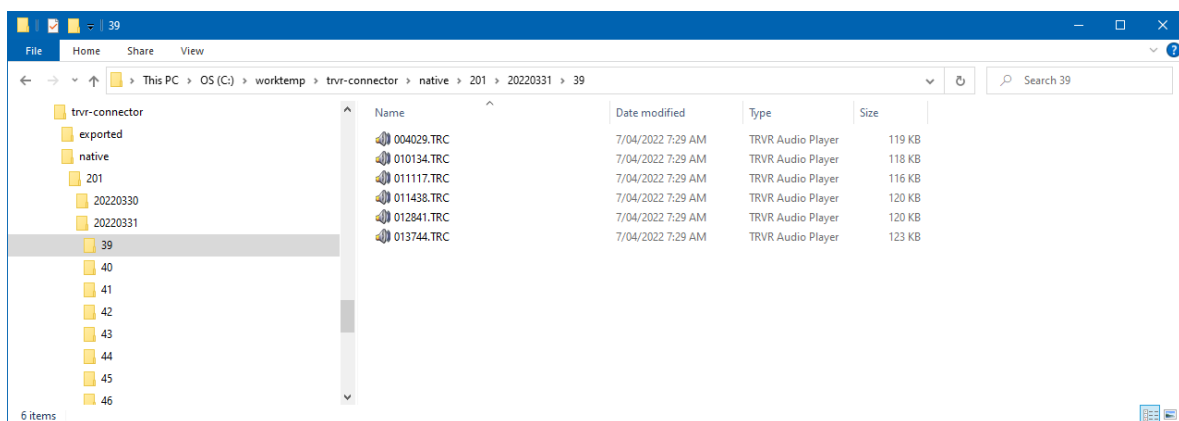 39
File Home Share View
This PC > OS (C:) > worktemp > trvr-connector > native > 201 > 20220331 > 39
Search 39
trvr-connector
exported
native
201
20220330
20220331
39
40
41
42
43
44
45
46
Name Date modified Type Size
004029.TRC 7/04/2022 7:29 AM TRVR Audio Player 119 KB
010134.TRC 7/04/2022 7:29 AM TRVR Audio Player 118 KB
011117.TRC 7/04/2022 7:29 AM TRVR Audio Player 116 KB
011438.TRC 7/04/2022 7:29 AM TRVR Audio Player 120 KB
012841.TRC 7/04/2022 7:29 AM TRVR Audio Player 120 KB
013744.TRC 7/04/2022 7:29 AM TRVR Audio Player 123 KB
6 items